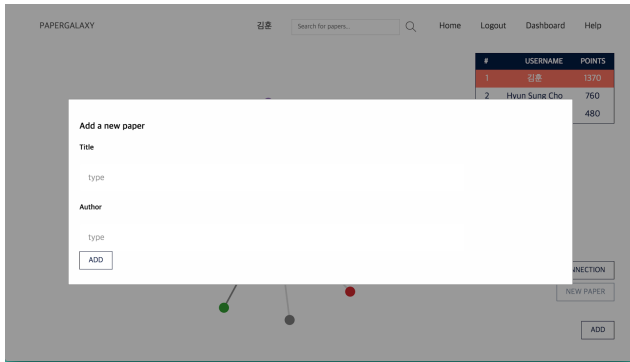 PAPERGALAXY 김훈 Search for papers... Home Logout Dashboard Help
# USERNAME POINTS
1 김훈 1370
2 Hyun Sung Cho 760
480
Add a new paper
Title
type
Author
type
ADD
NNECTION
NEW PAPER
ADD